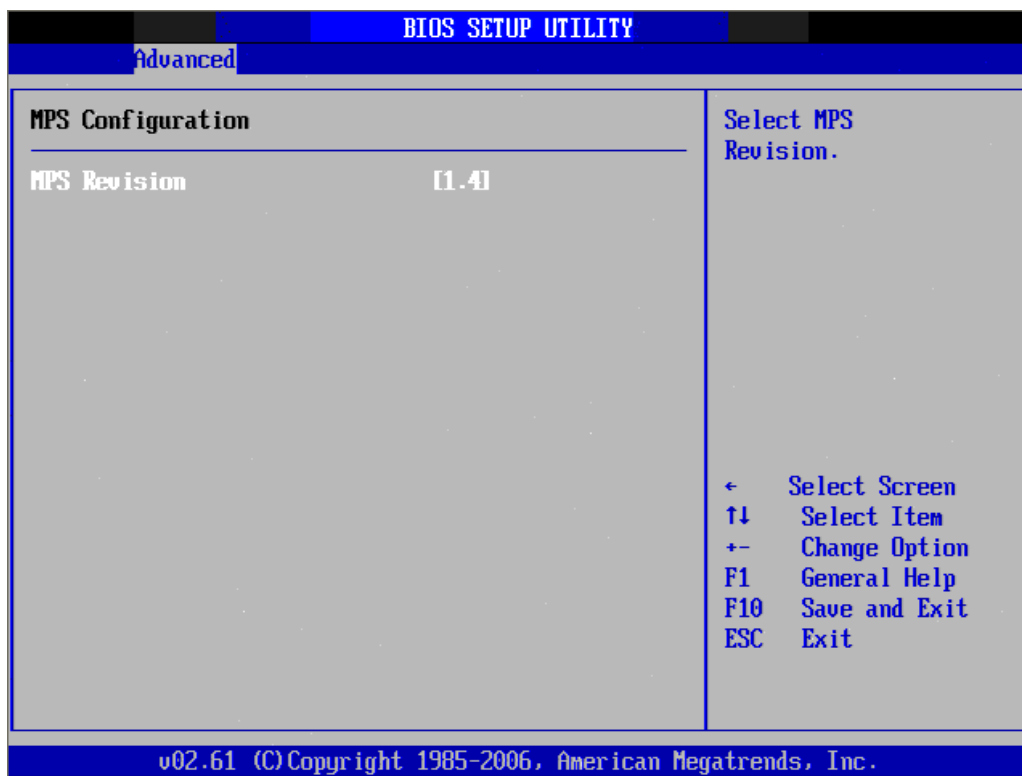 BIOS SETUP UTILITY
Advanced
MPS Configuration
MPS Revision [1.4]
Select MPS
Revision.
← Select Screen
↑↓ Select Item
+- Change Option
F1 General Help
F10 Save and Exit
ESC Exit
v02.61 (C)Copyright 1985-2006, American Megatrends, Inc.